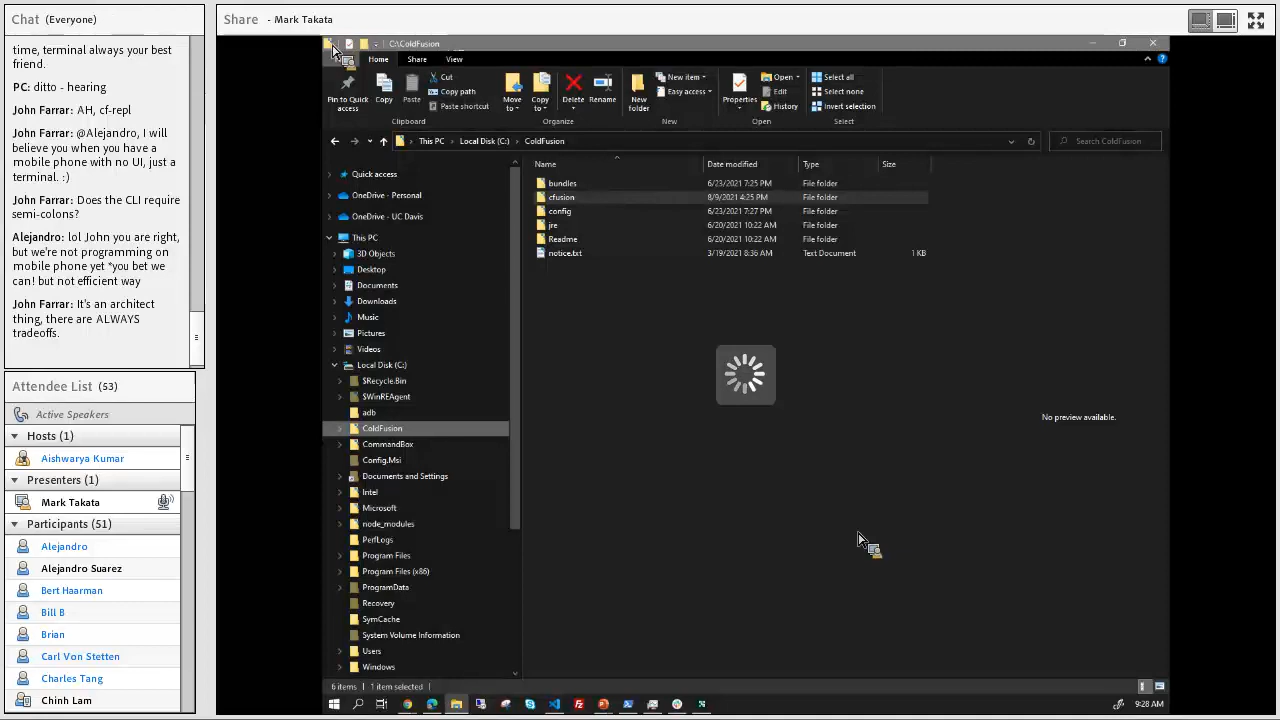 Chat (Everyone)
time, terminal always your best
friend.
PC: ditto - hearing
John Farrar: AH, cf-repl
John Farrar: @Alejandro, I will
believe you when you have a
mobile phone with no UI, just a
terminal. :)
John Farrar: Does the CLI require
semi-colons?
Alejandro: lol John you are right,
but we're not programming on
mobile phone yet *you bet we
can! but not efficient way
John Farrar: It's an architect
thing, there are ALWAYS
tradeoffs.
Attendee List (53)
Active Speakers
Hosts (1)
Aishwarya Kumar
Presenters (1)
Mark Takata
Participants (51)
Alejandro
Alejandro Suarez
Bert Haarman
Bill B
Brian
Carl Von Stetten
Charles Tang
Chinh Lam
Share - Mark Takata
C:\ColdFusion
Home Share View
Pin to Quick access
Copy
Paste
Cut
Copy path
Paste shortcut
Clipboard
Move to
Copy to
Delete
Rename
Organize
New folder
New item
Easy access
New
Properties
Open
Edit
History
Open
Select all
Select none
Invert selection
Select
This PC > Local Disk (C:) > ColdFusion
Search ColdFusion
Quick access
OneDrive - Personal
OneDrive - UC Davis
This PC
3D Objects
Desktop
Documents
Downloads
Music
Pictures
Videos
Local Disk (C:)
$Recycle.Bin
$WinREAgent
adb
ColdFusion
CommandBox
Config.Msi
Documents and Settings
Intel
Microsoft
node_modules
PerfLogs
Program Files
Program Files (x86)
ProgramData
Recovery
SymCache
System Volume Information
Users
Windows
Name Date modified Type Size
bundles 6/23/2021 7:25 PM File folder
cfusion 8/9/2021 4:25 PM File folder
config 6/23/2021 7:27 PM File folder
jre 6/20/2021 10:22 AM File folder
Readme 6/20/2021 10:22 AM File folder
notice.txt 3/19/2021 8:36 AM Text Document 1 KB
No preview available.
6 items 1 item selected
9:28 AM